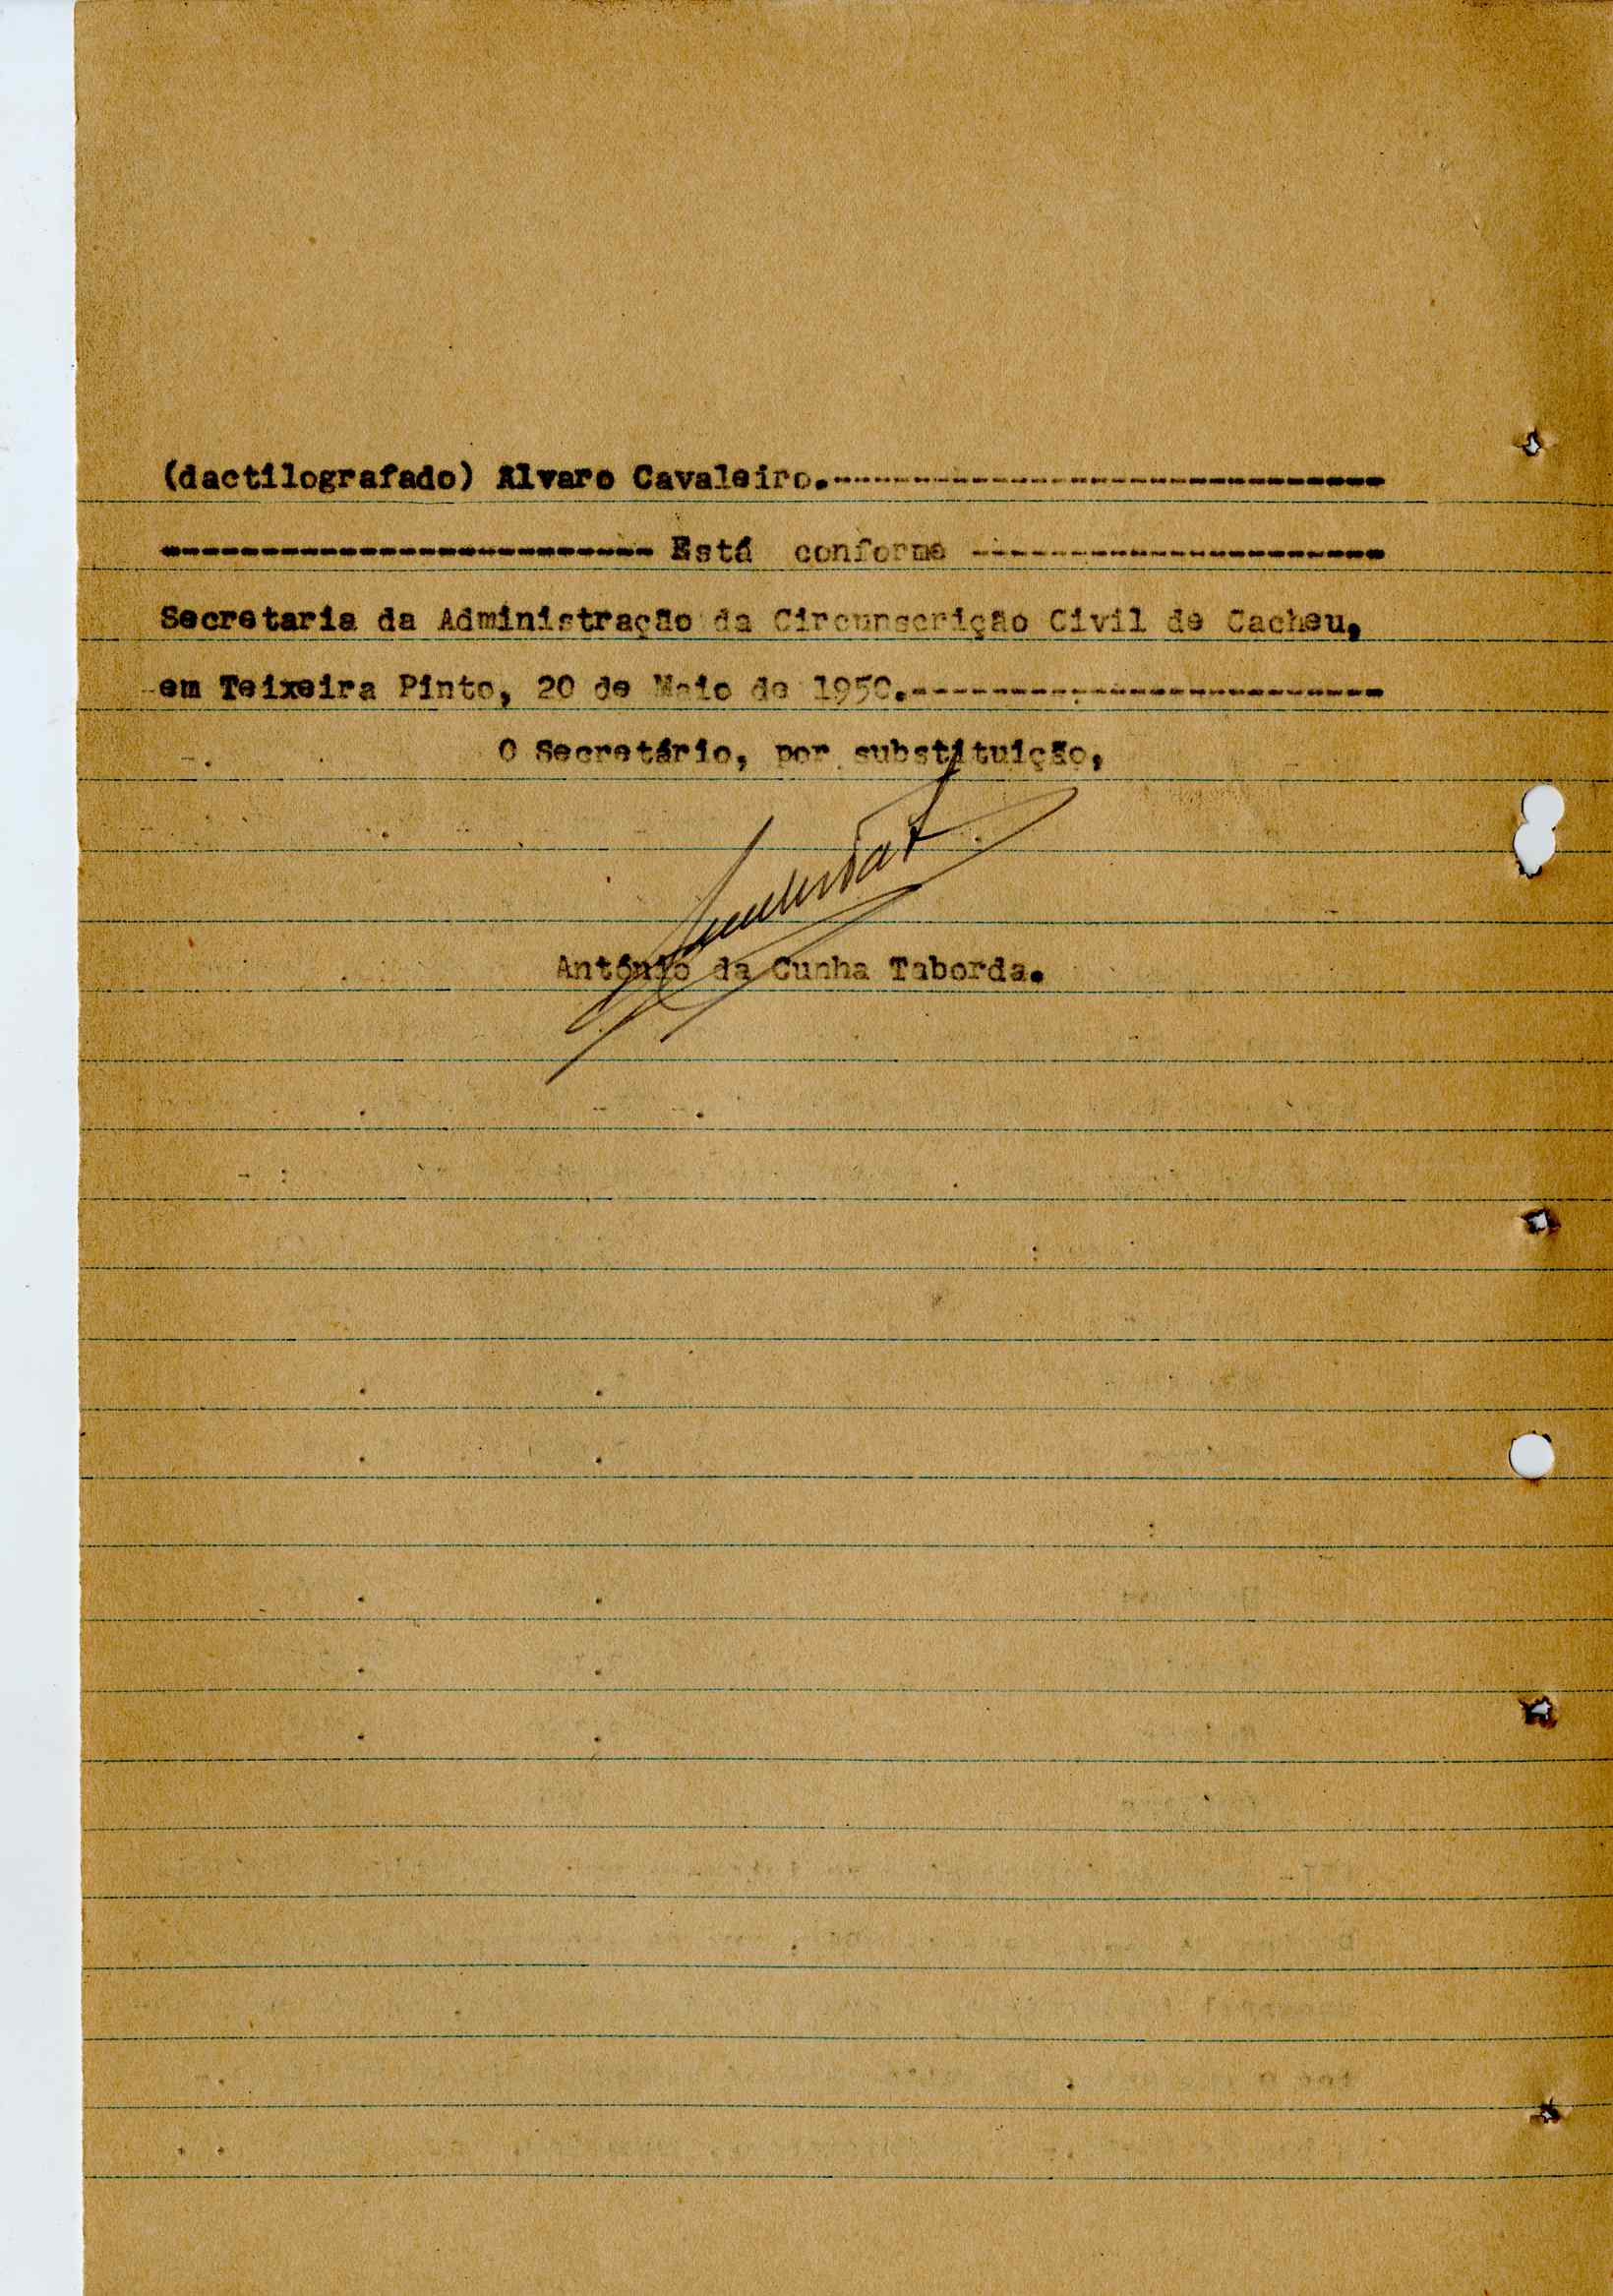 (dactilografado) Alvaro Cavaleiro.----------------------------
------------------------- Está conforme ---------------------
Secretaria da Administração da Circunscrição Civil de Cacheu,
em Teixeira Pinto, 20 de Maio de 1950.------------------------
O Secretário, por substituição,
António da Cunha Taborda.